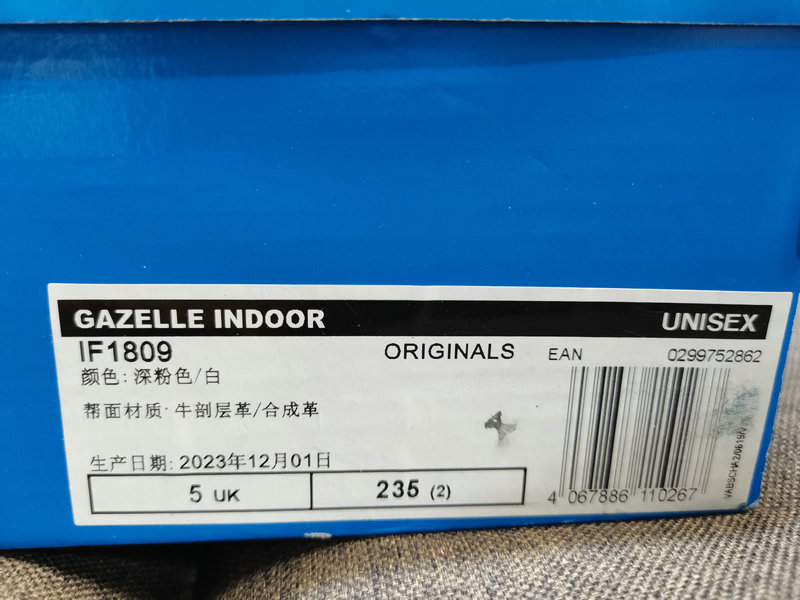 GAZELLE INDOOR UNISEX
IF1809 ORIGINALS EAN 0299752862
颜色: 深粉色/白
帮面材质: 牛剖层革/合成革
生产日期: 2023年12月01日
5 UK 235 (2)
4 067886 110267